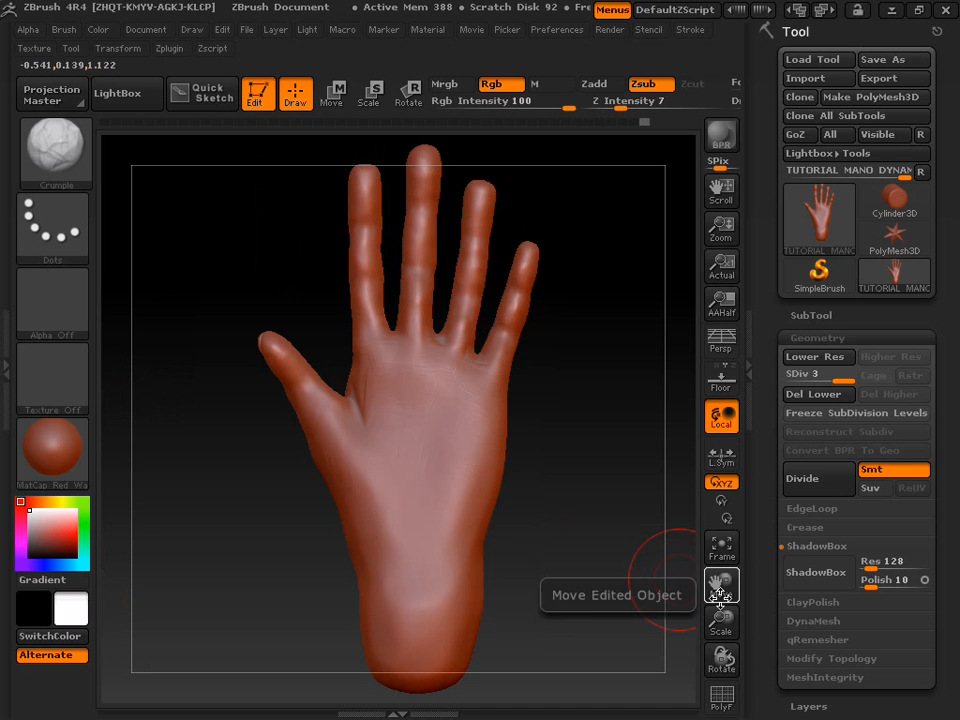 ZBrush 4R4 [ZHQT-KMYV-AGKJ-KLCP] ZBrush Document • Active Mem 388 • Scratch Disk 92 • Fre Menus DefaultZScript
Alpha Brush Color Document Draw Edit File Layer Light Macro Marker Material Movie Picker Preferences Render Stencil Stroke
Texture Tool Transform Zplugin Zscript
-0.541,0.139,1.122
Projection Master
LightBox
Quick Sketch
Edit
Draw
Move
Scale
Rotate
Mrgb Rgb M Zadd Zsub Zcut
Rgb Intensity 100 Z Intensity 7
Crumple
Dots
Alpha Off
Texture Off
MatCap Red Wa
Gradient
SwitchColor
Alternate
BPR
SPix
Scroll
Zoom
Actual
AAHalf
Persp
Floor
Local
L.Sym
XYZ
Frame
Scale
Rotate
PolyF
Move Edited Object
Tool
Load Tool Save As
Import Export
Clone Make PolyMesh3D
Clone All SubTools
GoZ All Visible R
Lightbox▸Tools
TUTORIAL MANO DYNAM R
TUTORIAL MANO
Cylinder3D
PolyMesh3D
SimpleBrush
TUTORIAL MANO
SubTool
Geometry
Lower Res Higher Res
SDiv 3 Cage Rstr
Del Lower Del Higher
Freeze SubDivision Levels
Reconstruct Subdiv
Convert BPR To Geo
Divide Smt
Suv ReUV
EdgeLoop
Crease
ShadowBox
ShadowBox Res 128
Polish 10
ClayPolish
DynaMesh
qRemesher
Modify Topology
MeshIntegrity
Layers